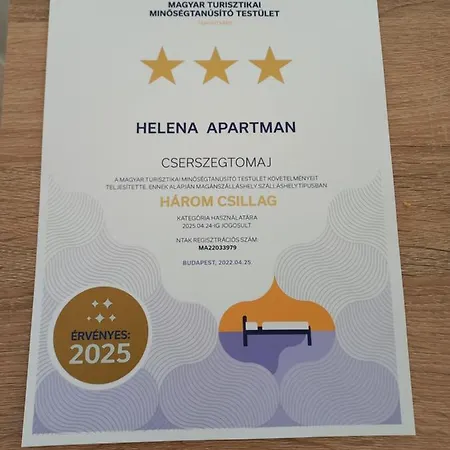 MAGYAR TURISZTIKAI
MINŐSÉGTANÚSÍTÓ TESTÜLET
HELENA APARTMAN
CSERSZEGTOMAJ
A MAGYAR TURISZTIKAI MINŐSÉGTANÚSÍTÓ TESTÜLET KÖVETELMÉNYEIT
TELJESÍTETTE. ENNEK ALAPJÁN MAGÁNSZÁLLÁSHELY SZÁLLÁSHELYTÍPUSBAN
HÁROM CSILLAG
KATEGÓRIA HASZNÁLATÁRA
2025.04.24-IG JOGOSULT.
NTAK REGISZTRÁCIÓS SZÁM:
MA22033979
BUDAPEST, 2022.04.25.
ÉRVÉNYES:
2025